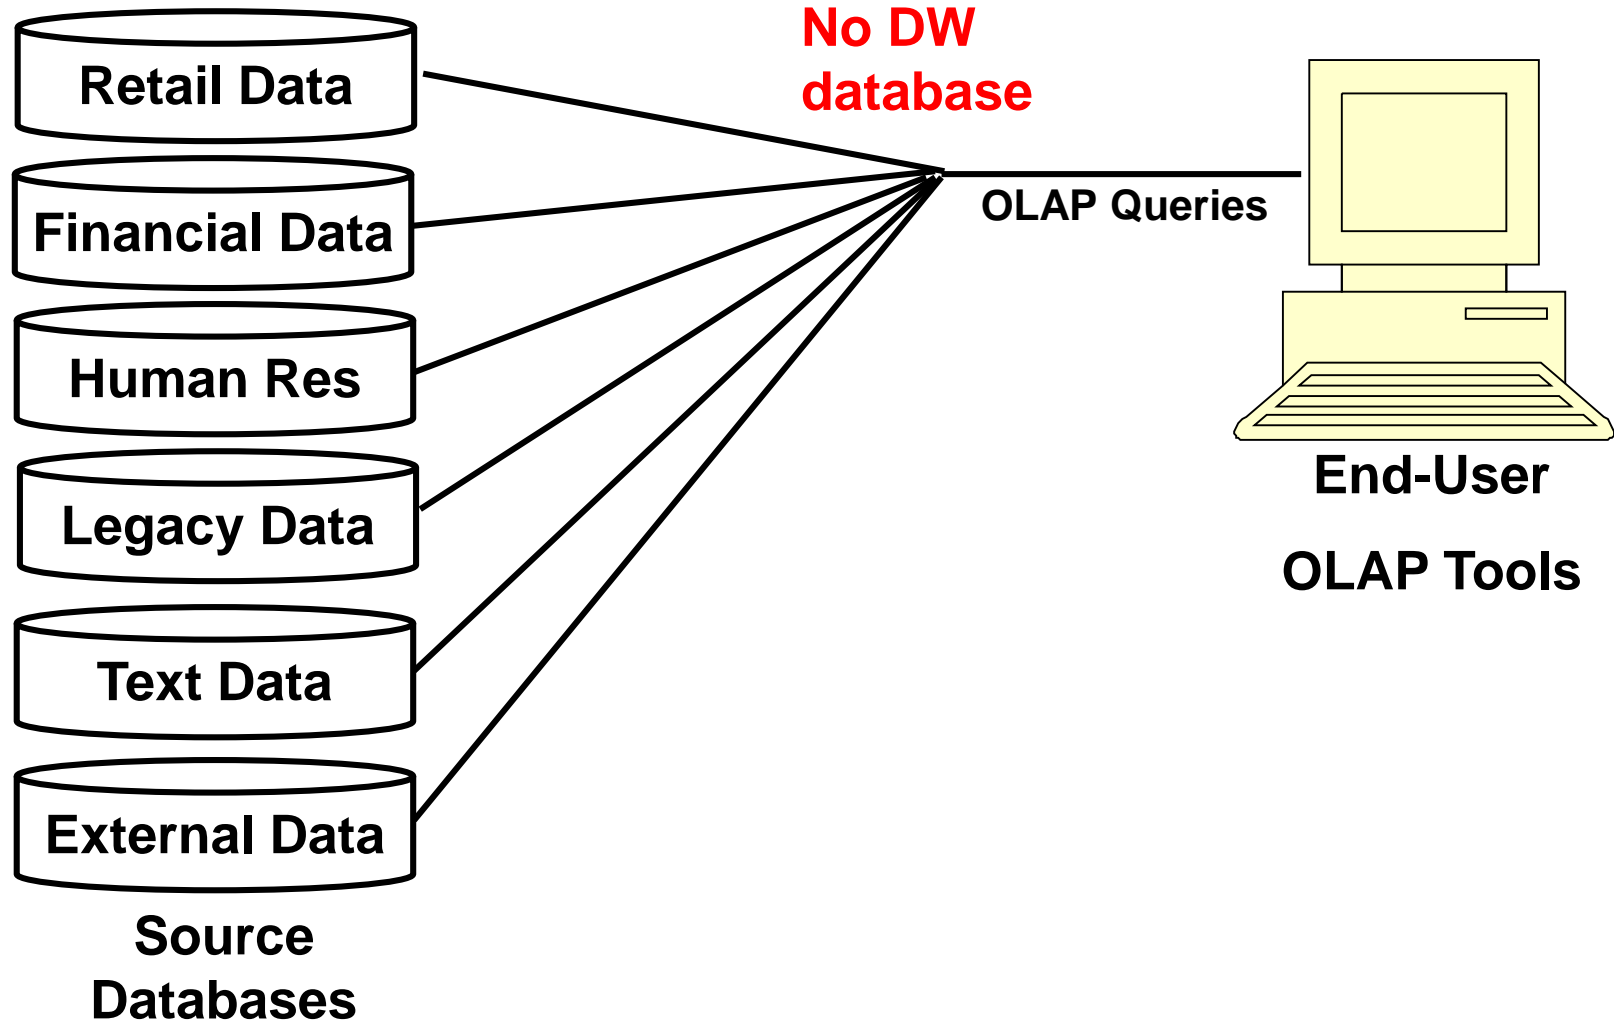 Retail Data
Financial Data
Human Res
Legacy Data
Text Data
External Data
Source
Databases
No DW
database
OLAP Queries
End-User
OLAP Tools